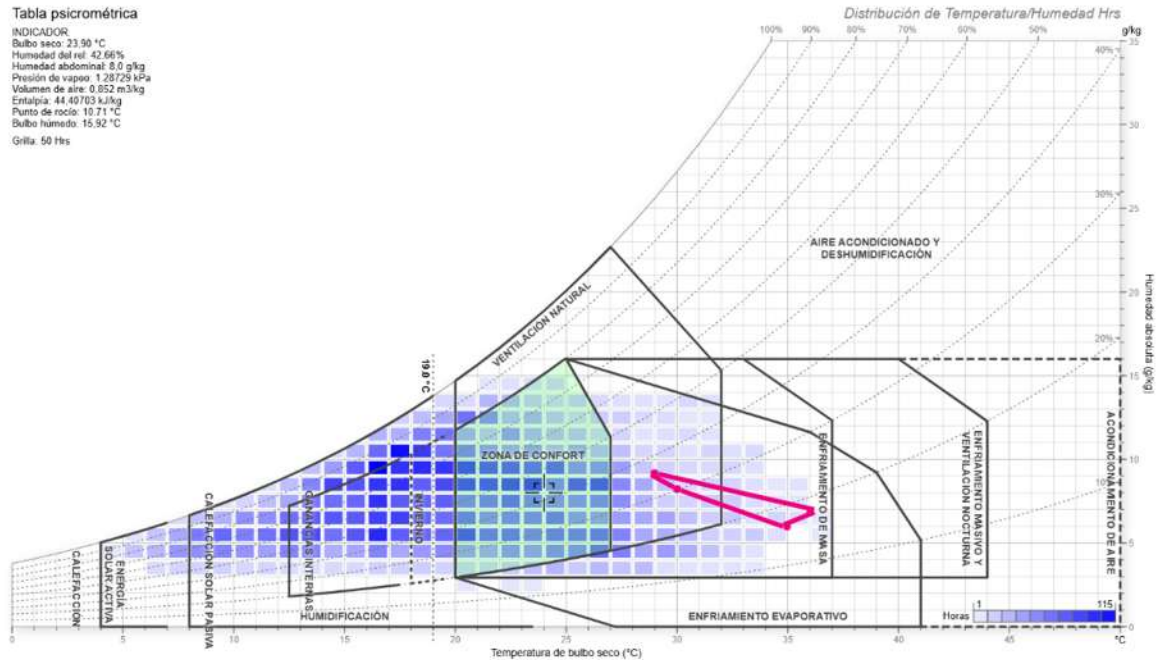 Tabla psicrométrica
Distribución de Temperatura/Humedad Hrs
INDICADOR
Bulbo seco: 23,90 °C
Humedad del rel: 42.66%
Humedad abdominal: 8,0 g/kg
Presión de vapeo: 1.28729 kPa
Volumen de aire: 0,852 m3/kg
Entalpía: 44,40703 kJ/kg
Punto de rocío: 10.71 °C
Bulbo húmedo: 15,92 °C
Grilla: 50 Hrs
100%
90%
80%
70%
60%
50%
40%
30%
20%
10%
g/kg
35
30
25
20
15
10
5
0
Humedad absoluta (g/kg)
AIRE ACONDICIONADO Y
DESHUMIDIFICACIÓN
VENTILACIÓN NATURAL
19.0 °C
ZONA DE CONFORT
INVIERNO
GANANCIAS INTERNAS
CALEFACCIÓN SOLAR PASIVA
ENERGÍA
SOLAR ACTIVA
CALEFACCIÓN
HUMIDIFICACIÓN
ENFRIAMIENTO EVAPORATIVO
ENFRIAMIENTO DE MASA
ENFRIAMIENTO MASIVO Y
VENTILACIÓN NOCTURNA
ACONDICIONAMIENTO DE AIRE
Horas
1
115
0
5
10
15
20
25
30
35
40
45
°C
Temperatura de bulbo seco (°C)